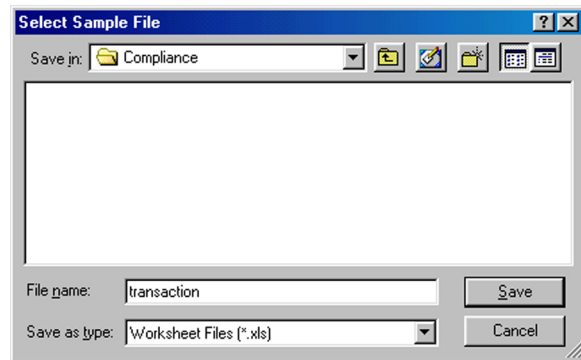 Select Sample File
Save in: Compliance
File name: transaction
Save
Save as type: Worksheet Files (*.xls)
Cancel